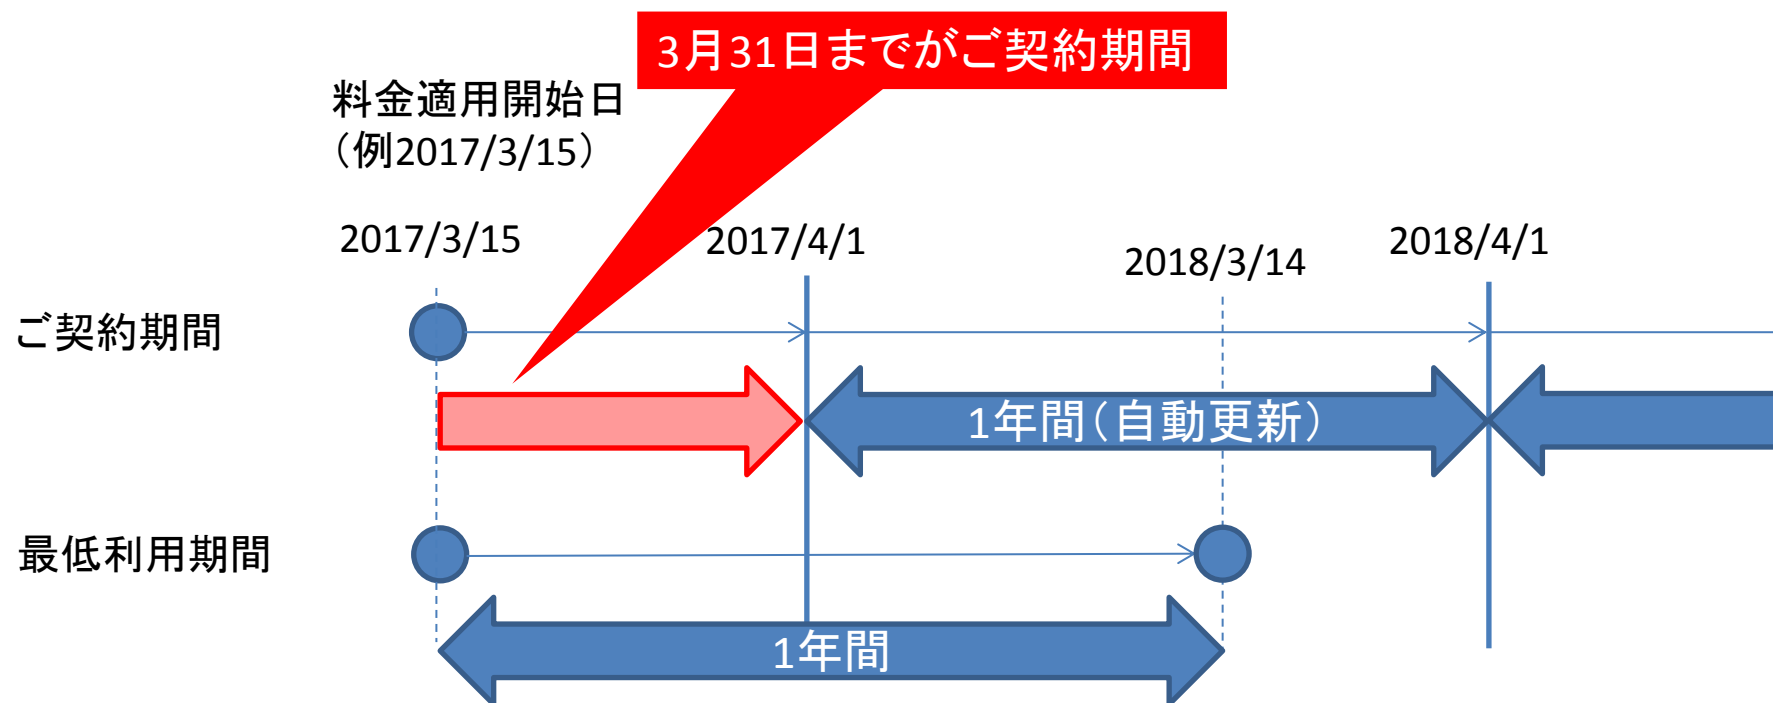 3月31日までがご契約期間
料金適用開始日
（例2017/3/15）
2017/3/15
2017/4/1
2018/3/14
2018/4/1
ご契約期間
1年間（自動更新）
最低利用期間
1年間